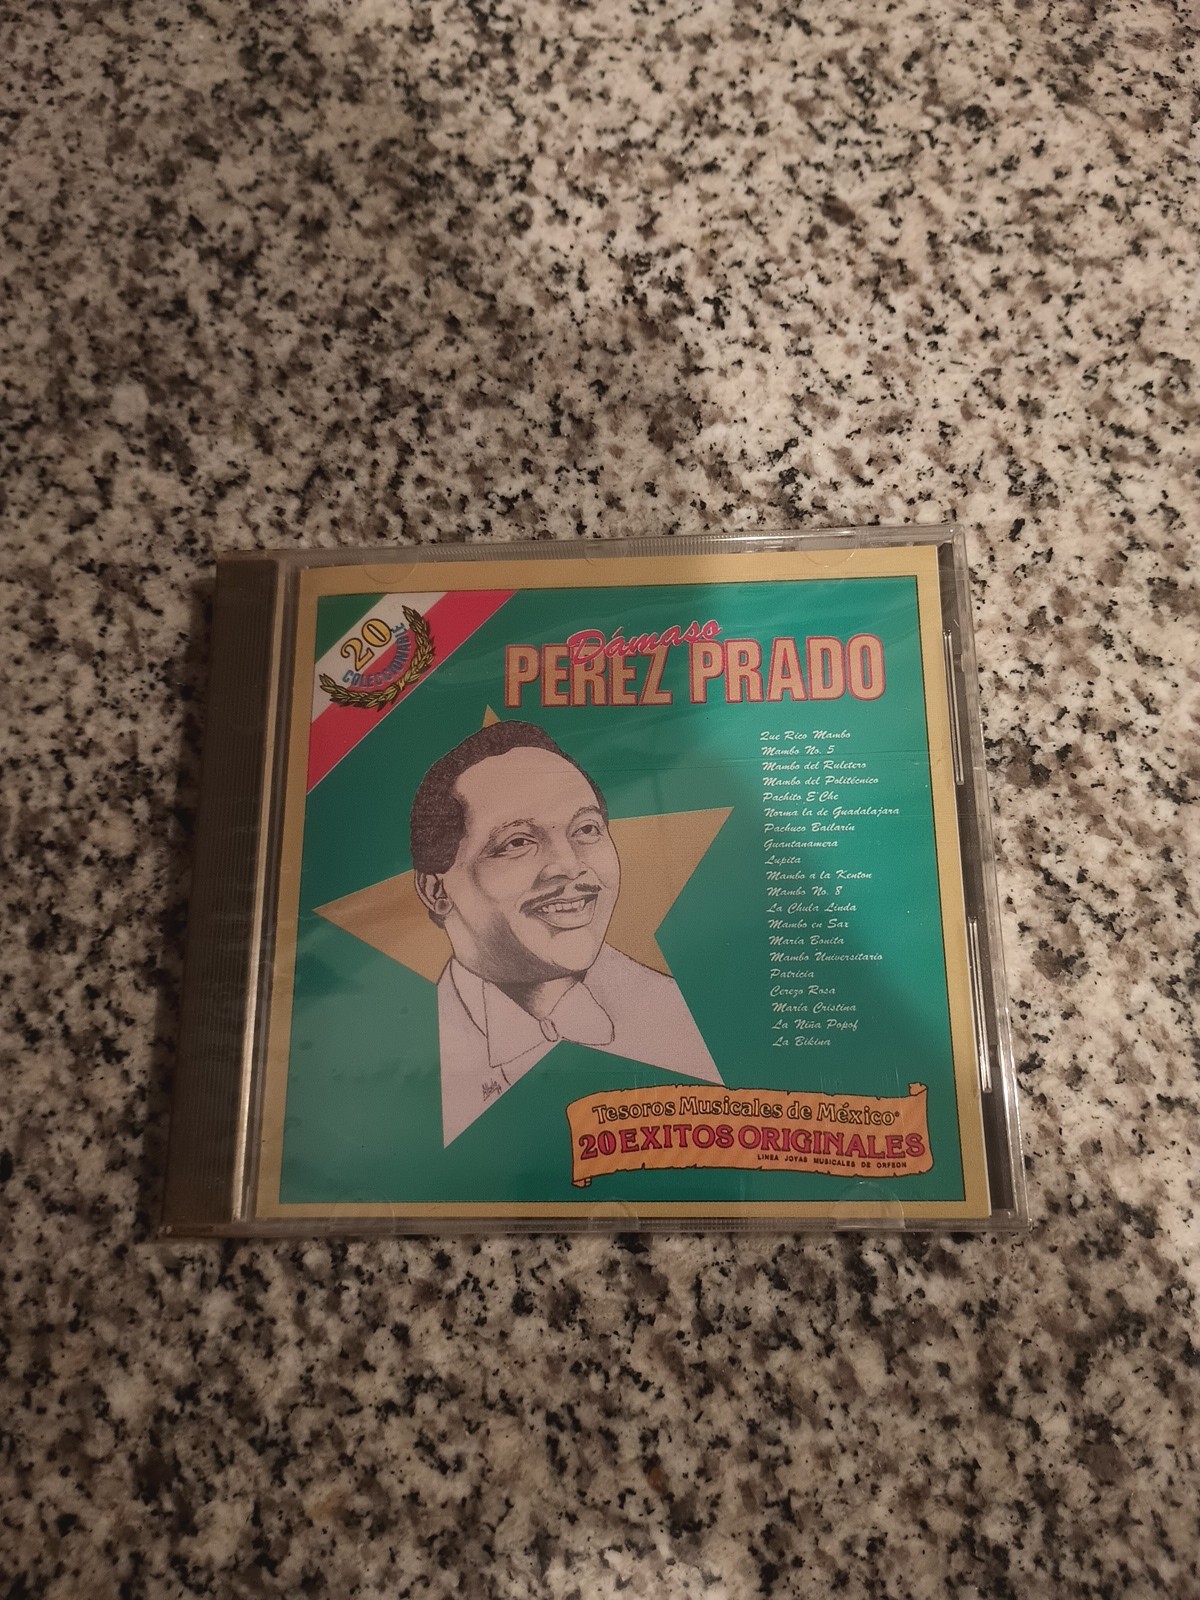 20
COLECCIONABLE
Dámaso
PEREZ PRADO
Que Rico Mambo
Mambo No. 5
Mambo del Ruletero
Mambo del Politécnico
Pachito E'Che
Norma la de Guadalajara
Pachuco Bailarín
Guantanamera
Lupita
Mambo a la Kenton
Mambo No. 8
La Chula Linda
Mambo en Sax
María Bonita
Mambo Universitario
Patricia
Cerezo Rosa
María Cristina
La Niña Popof
La Bikina
Tesoros Musicales de México®
20 EXITOS ORIGINALES
LINEA JOYAS MUSICALES DE ORFEON